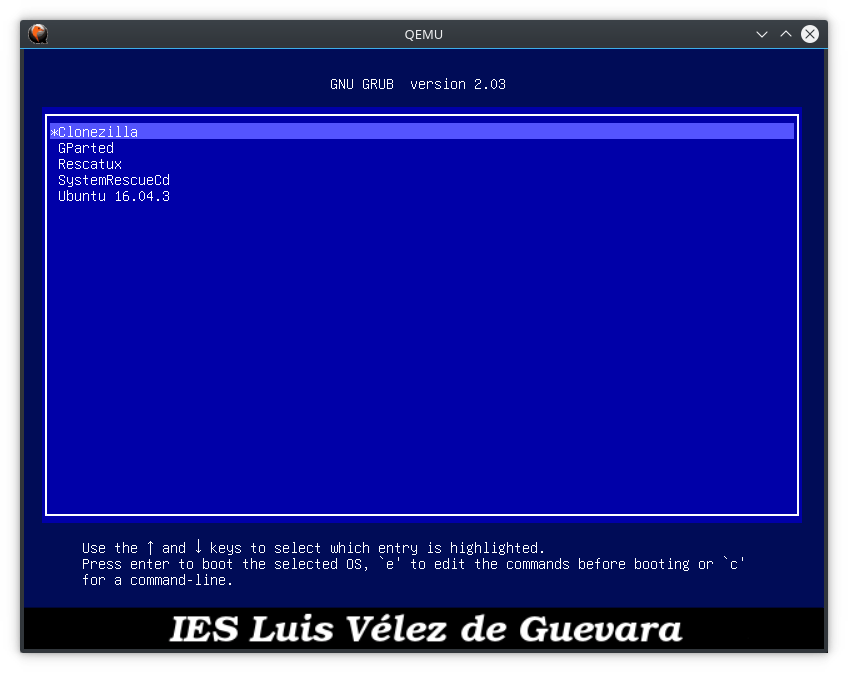 QEMU
GNU GRUB  version 2.03
*Clonezilla
GParted
Rescatux
SystemRescueCd
Ubuntu 16.04.3
Use the ↑ and ↓ keys to select which entry is highlighted.
Press enter to boot the selected OS, `e' to edit the commands before booting or `c'
for a command-line.
IES Luis Vélez de Guevara